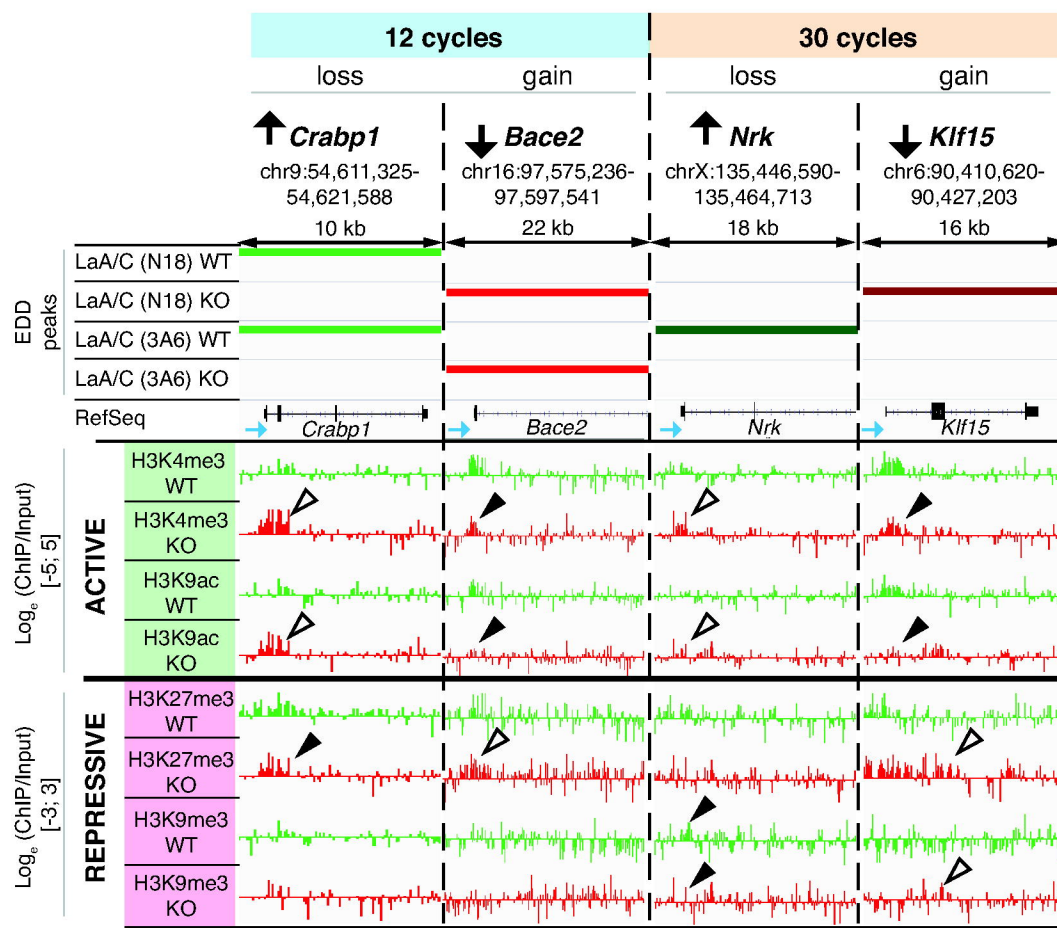 12 cycles 30 cycles
loss gain loss gain
Crabp1 Bace2 Nrk Klf15
chr9:54,611,325- chr16:97,575,236- chrX:135,446,590- chr6:90,410,620-
54,621,588 97,597,541 135,464,713 90,427,203
10 kb 22 kb 18 kb 16 kb
EDD peaks
LaA/C (N18) WT
LaA/C (N18) KO
LaA/C (3A6) WT
LaA/C (3A6) KO
RefSeq
Crabp1 Bace2 Nrk Klf15
Loge (ChIP/Input)
[-5; 5]
ACTIVE
H3K4me3
WT
H3K4me3
KO
H3K9ac
WT
H3K9ac
KO
Loge (ChIP/Input)
[-3; 3]
REPRESSIVE
H3K27me3
WT
H3K27me3
KO
H3K9me3
WT
H3K9me3
KO